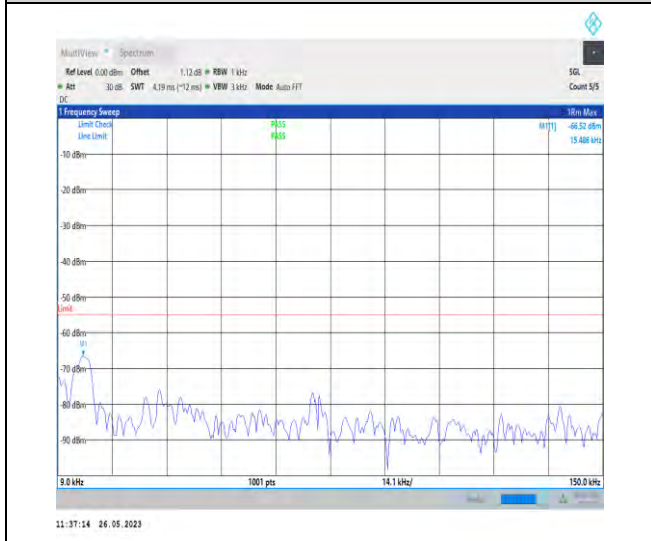 MultiView Spectrum
Ref Level 0.00 dBm Offset 1.12 dB RBW 1 kHz SGL
Att 30 dB SWT 4.19 ms (~12 ms) VBW 3 kHz Mode Auto FFT Count 5/5
DC
1 Frequency Sweep 1Rm Max
Limit Check PASS M1[1] -66.52 dBm
Line Limit PASS 15.486 kHz
-10 dBm
-20 dBm
-30 dBm
-40 dBm
-50 dBm
Limit
-60 dBm
M1
-70 dBm
-80 dBm
-90 dBm
9.0 kHz 1001 pts 14.1 kHz/ 150.0 kHz
11:37:14 26.05.2023